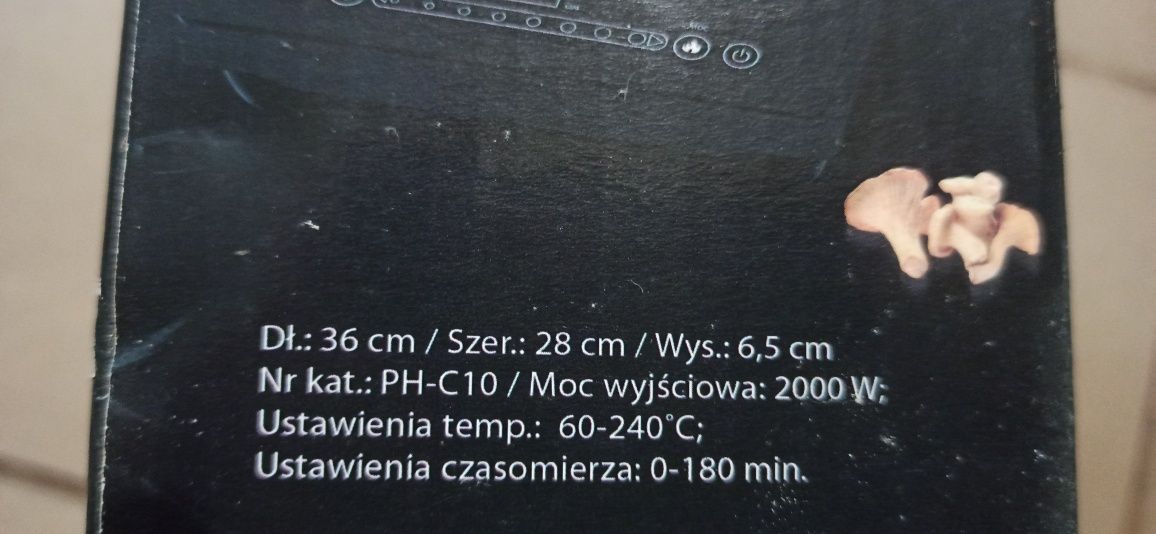 Dł.: 36 cm / Szer.: 28 cm / Wys.: 6,5 cm
Nr kat.: PH-C10 / Moc wyjściowa: 2000 W;
Ustawienia temp.: 60-240°C;
Ustawienia czasomierza: 0-180 min.